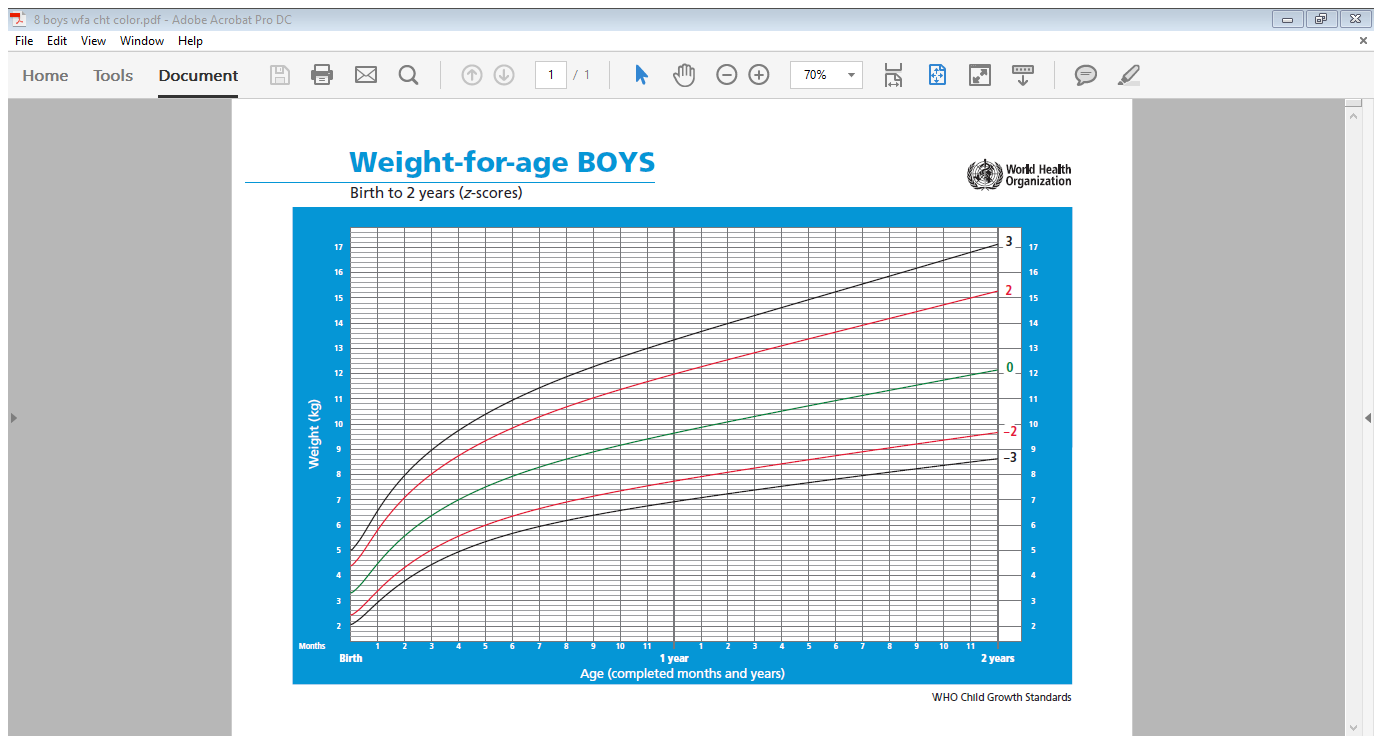 8 boys wfa cht color.pdf - Adobe Acrobat Pro DC
File Edit View Window Help
Home Tools Document 1 / 1 70%
Weight-for-age BOYS
Birth to 2 years (z-scores)
World Health
Organization
3
17 17
16 16
2
15 15
14 14
13 13
0
12 12
11 11
10 10
-2
9 9
-3
8 8
7 7
6 6
5 5
4 4
3 3
2 2
Weight (kg)
Months 1 2 3 4 5 6 7 8 9 10 11 1 2 3 4 5 6 7 8 9 10 11
Birth 1 year 2 years
Age (completed months and years)
WHO Child Growth Standards